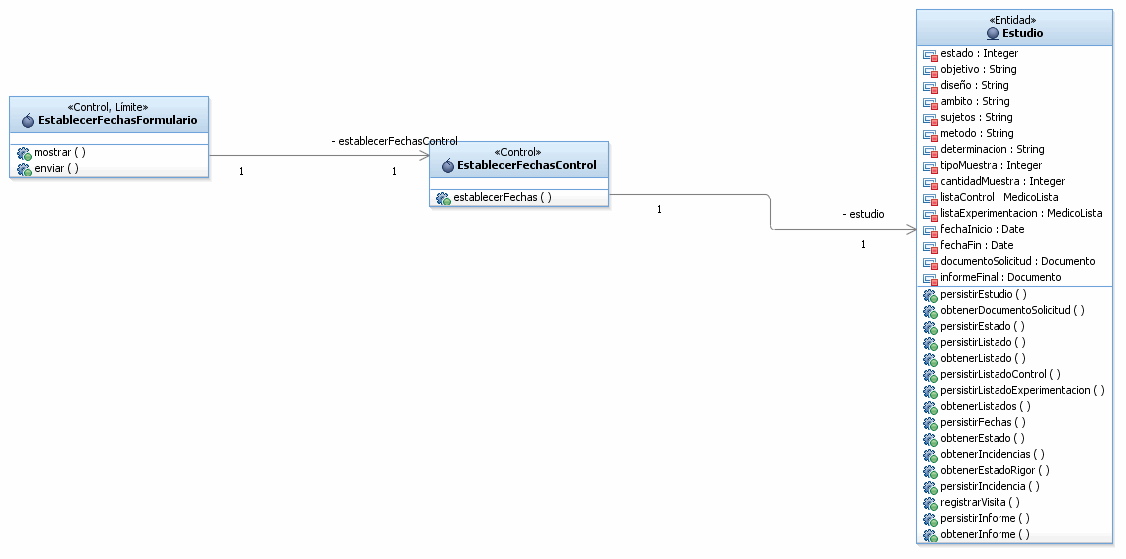 «Control, Límite»
EstablecerFechasFormulario
mostrar ( )
enviar ( )
- establecerFechasControl
1
1
«Control»
EstablecerFechasControl
establecerFechas ( )
1
- estudio
1
«Entidad»
Estudio
estado : Integer
objetivo : String
diseño : String
ambito : String
sujetos : String
metodo : String
determinacion : String
tipoMuestra : Integer
cantidadMuestra : Integer
listaControl MedicoLista
listaExperimentacion : MedicoLista
fechaInicio : Date
fechaFin : Date
documentoSolicitud : Documento
informeFinal : Documento
persistirEstudio ( )
obtenerDocumentoSolicitud ( )
persistirEstado ( )
persistirListado ( )
obtenerListado ( )
persistirListadoControl ( )
persistirListadoExperimentacion ( )
obtenerListados ( )
persistirFechas ( )
obtenerEstado ( )
obtenerIncidencias ( )
obtenerEstadoRigor ( )
persistirIncidencia ( )
registrarVisita ( )
persistirInforme ( )
obtenerInforme ( )